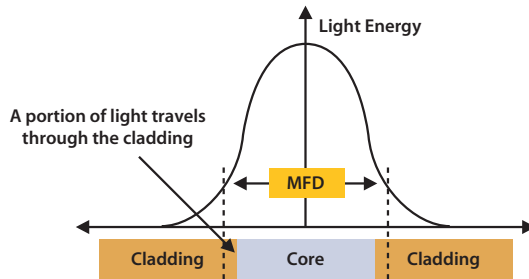 Light Energy
A portion of light travels
through the cladding
MFD
Cladding
Core
Cladding